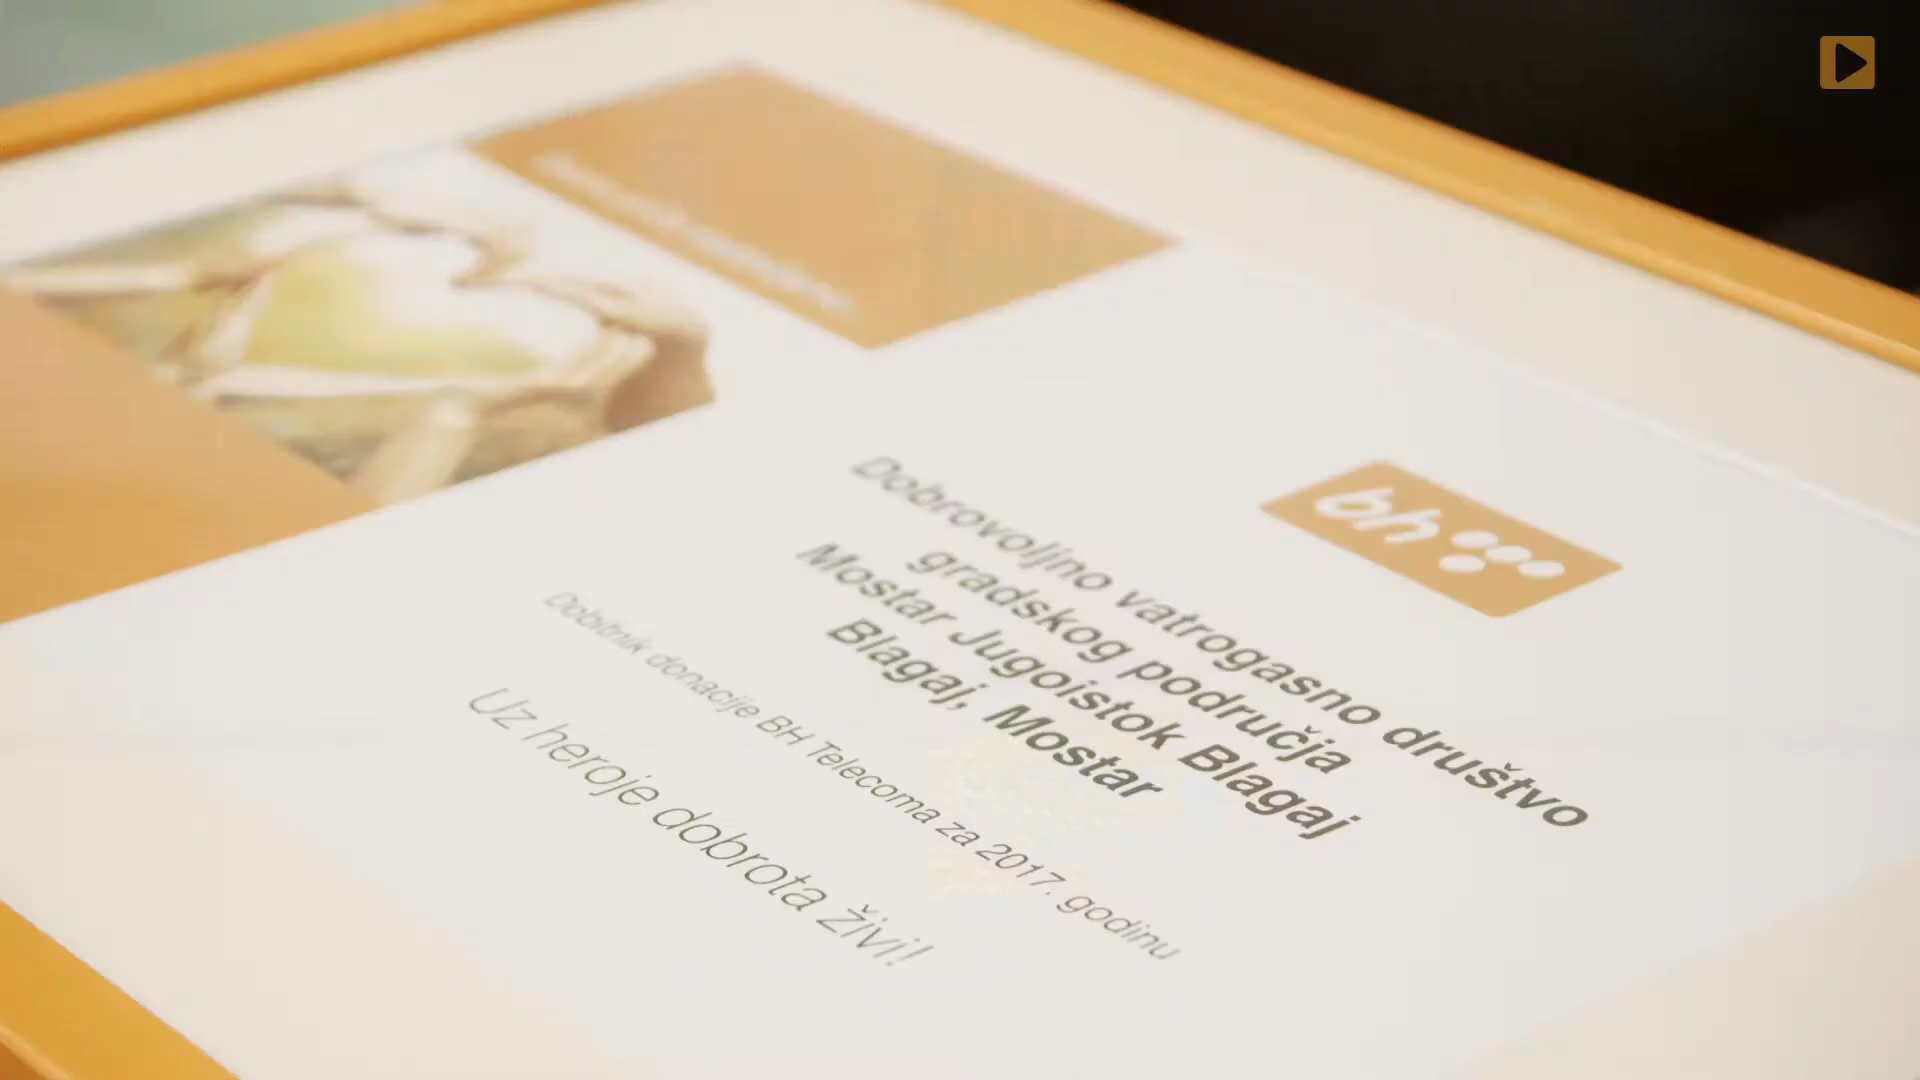 bh
Dobrovoljno vatrogasno društvo
gradskog područja
Mostar Jugoistok Blagaj
Blagaj, Mostar
Dobitnik donacije BH Telecoma za 2017. godinu
Uz heroje dobrota živi!